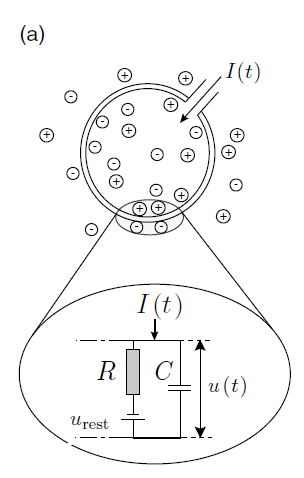 (a)
I(t)
I(t)
R
C
u(t)
u_rest